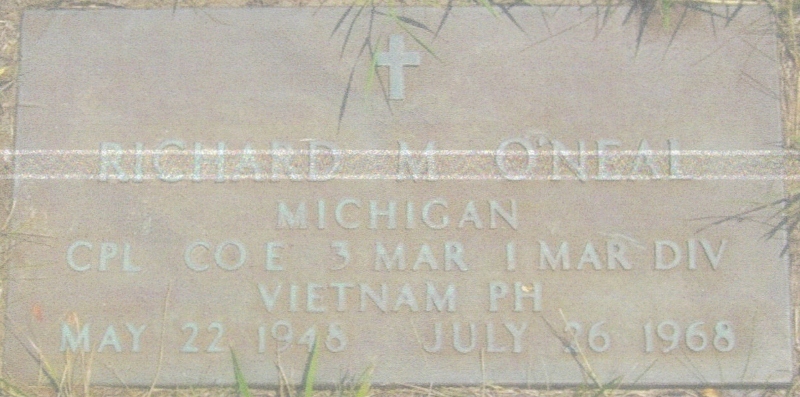 RICHARD M O'NEAL
MICHIGAN
CPL CO E 3 MAR 1 MAR DIV
VIETNAM PH
MAY 22 1948 JULY 26 1968